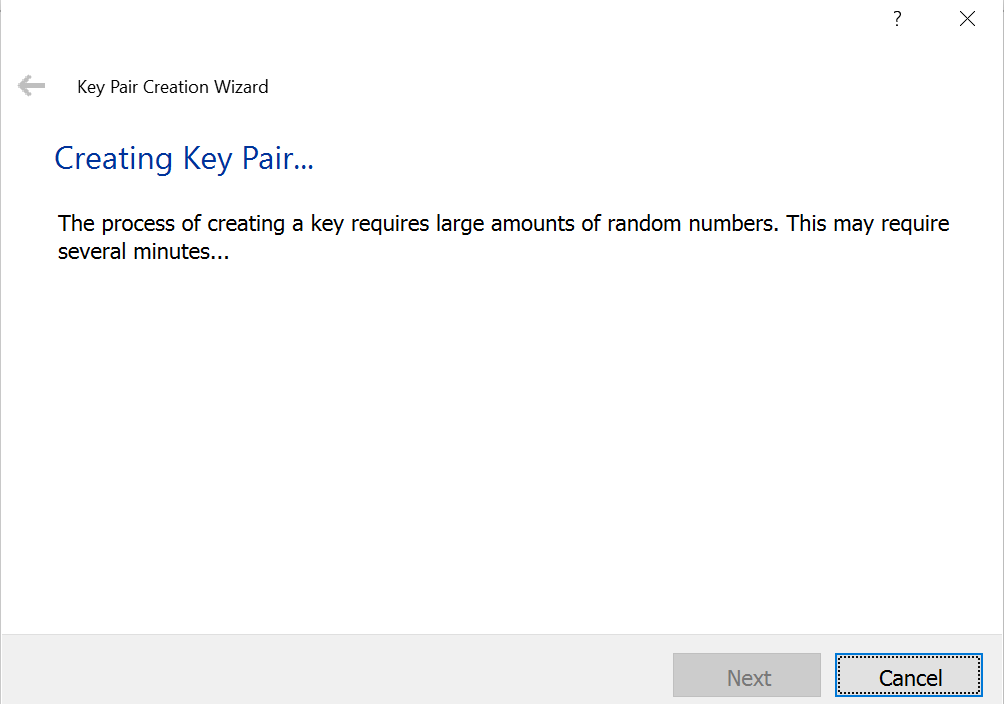 ?
Key Pair Creation Wizard
Creating Key Pair...
The process of creating a key requires large amounts of random numbers. This may require
several minutes...
Next
Cancel